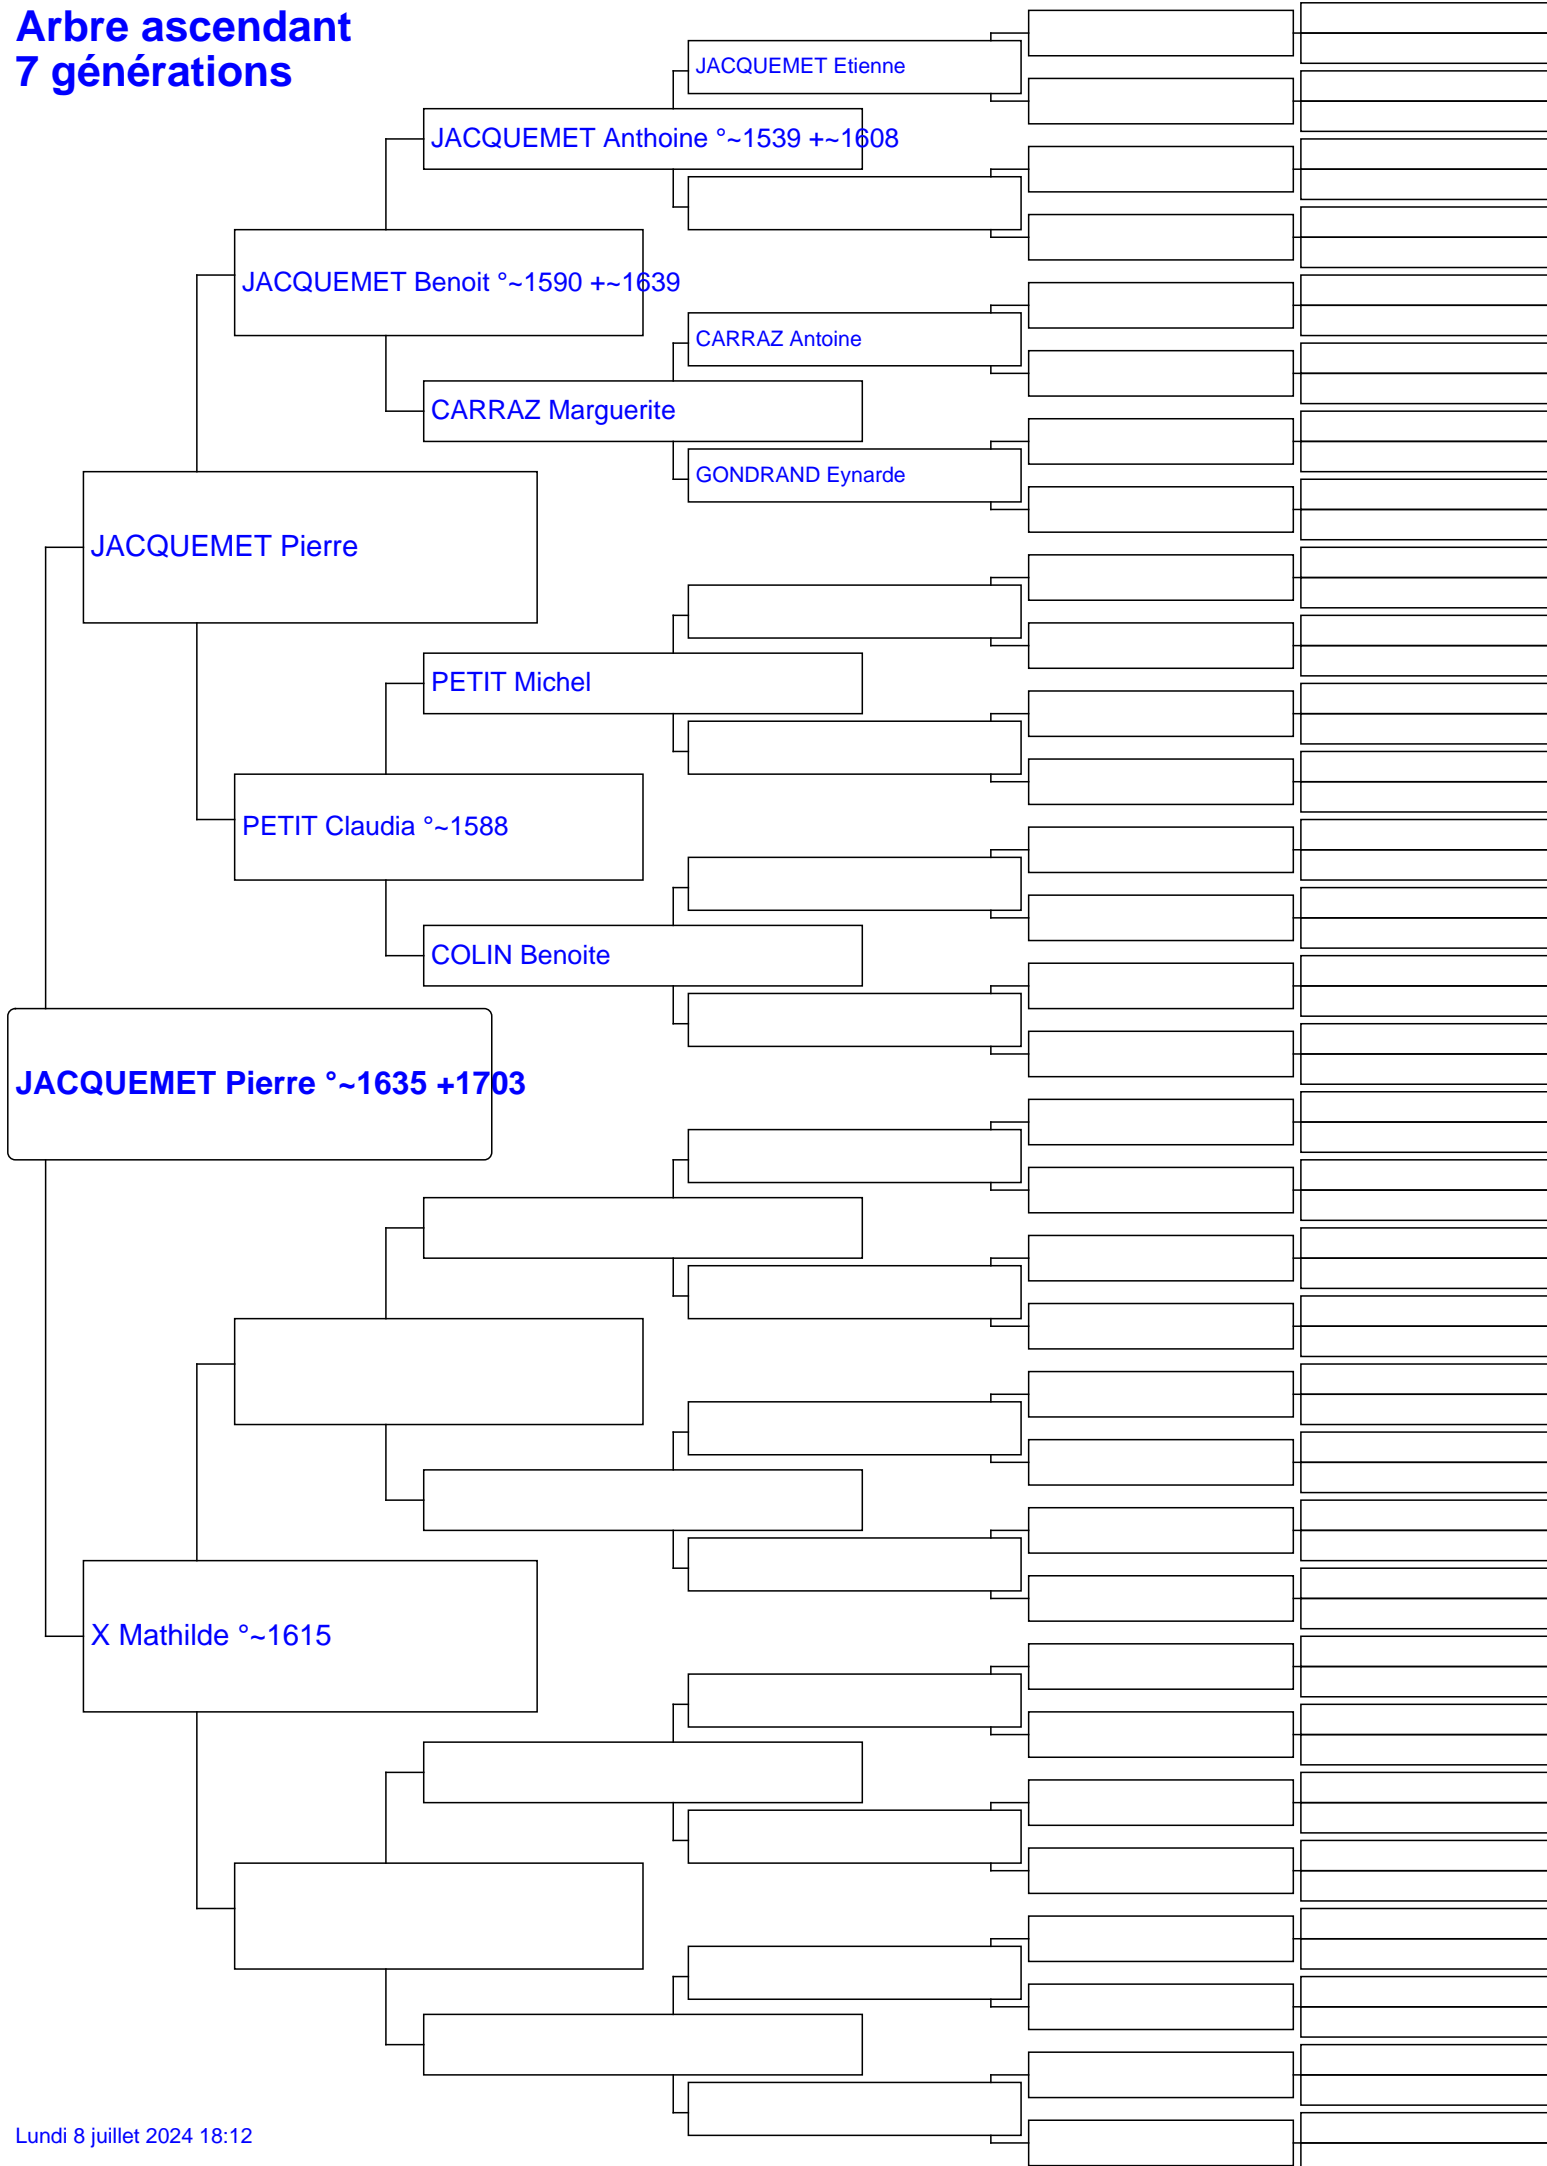 Arbre ascendant
7 générations
JACQUEMET Etienne
JACQUEMET Anthoine °~1539 +~1608
JACQUEMET Benoit °~1590 +~1639
CARRAZ Antoine
CARRAZ Marguerite
GONDRAND Eynarde
JACQUEMET Pierre
PETIT Michel
PETIT Claudia °~1588
COLIN Benoite
JACQUEMET Pierre °~1635 +1703
X Mathilde °~1615
Lundi 8 juillet 2024 18:12